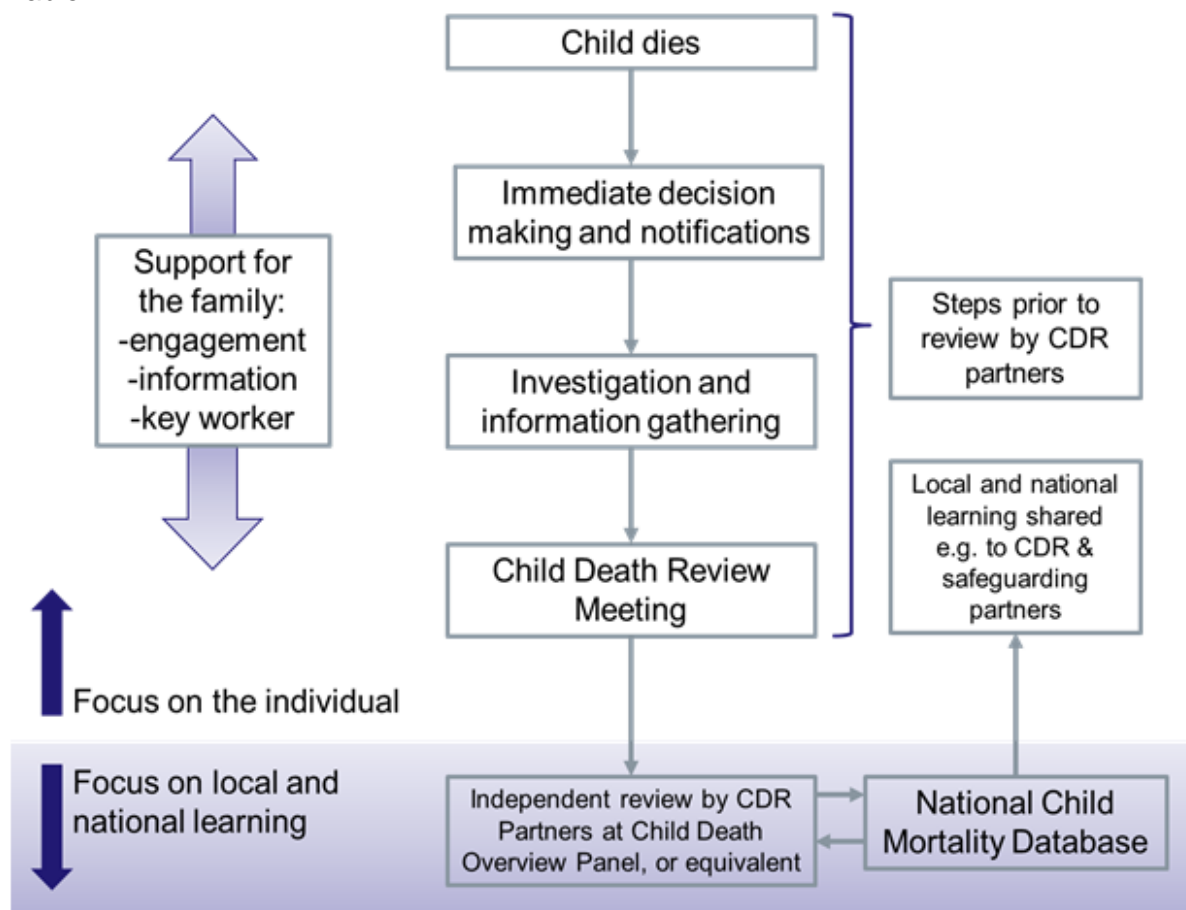 Child dies
Immediate decision
making and notifications
Support for
the family:
-engagement
-information
-key worker
Steps prior to
review by CDR
partners
Investigation and
information gathering
Local and national
learning shared
e.g. to CDR &
safeguarding
partners
Child Death Review
Meeting
Focus on the individual
Focus on local and
national learning
Independent review by CDR
Partners at Child Death
Overview Panel, or equivalent
National Child
Mortality Database